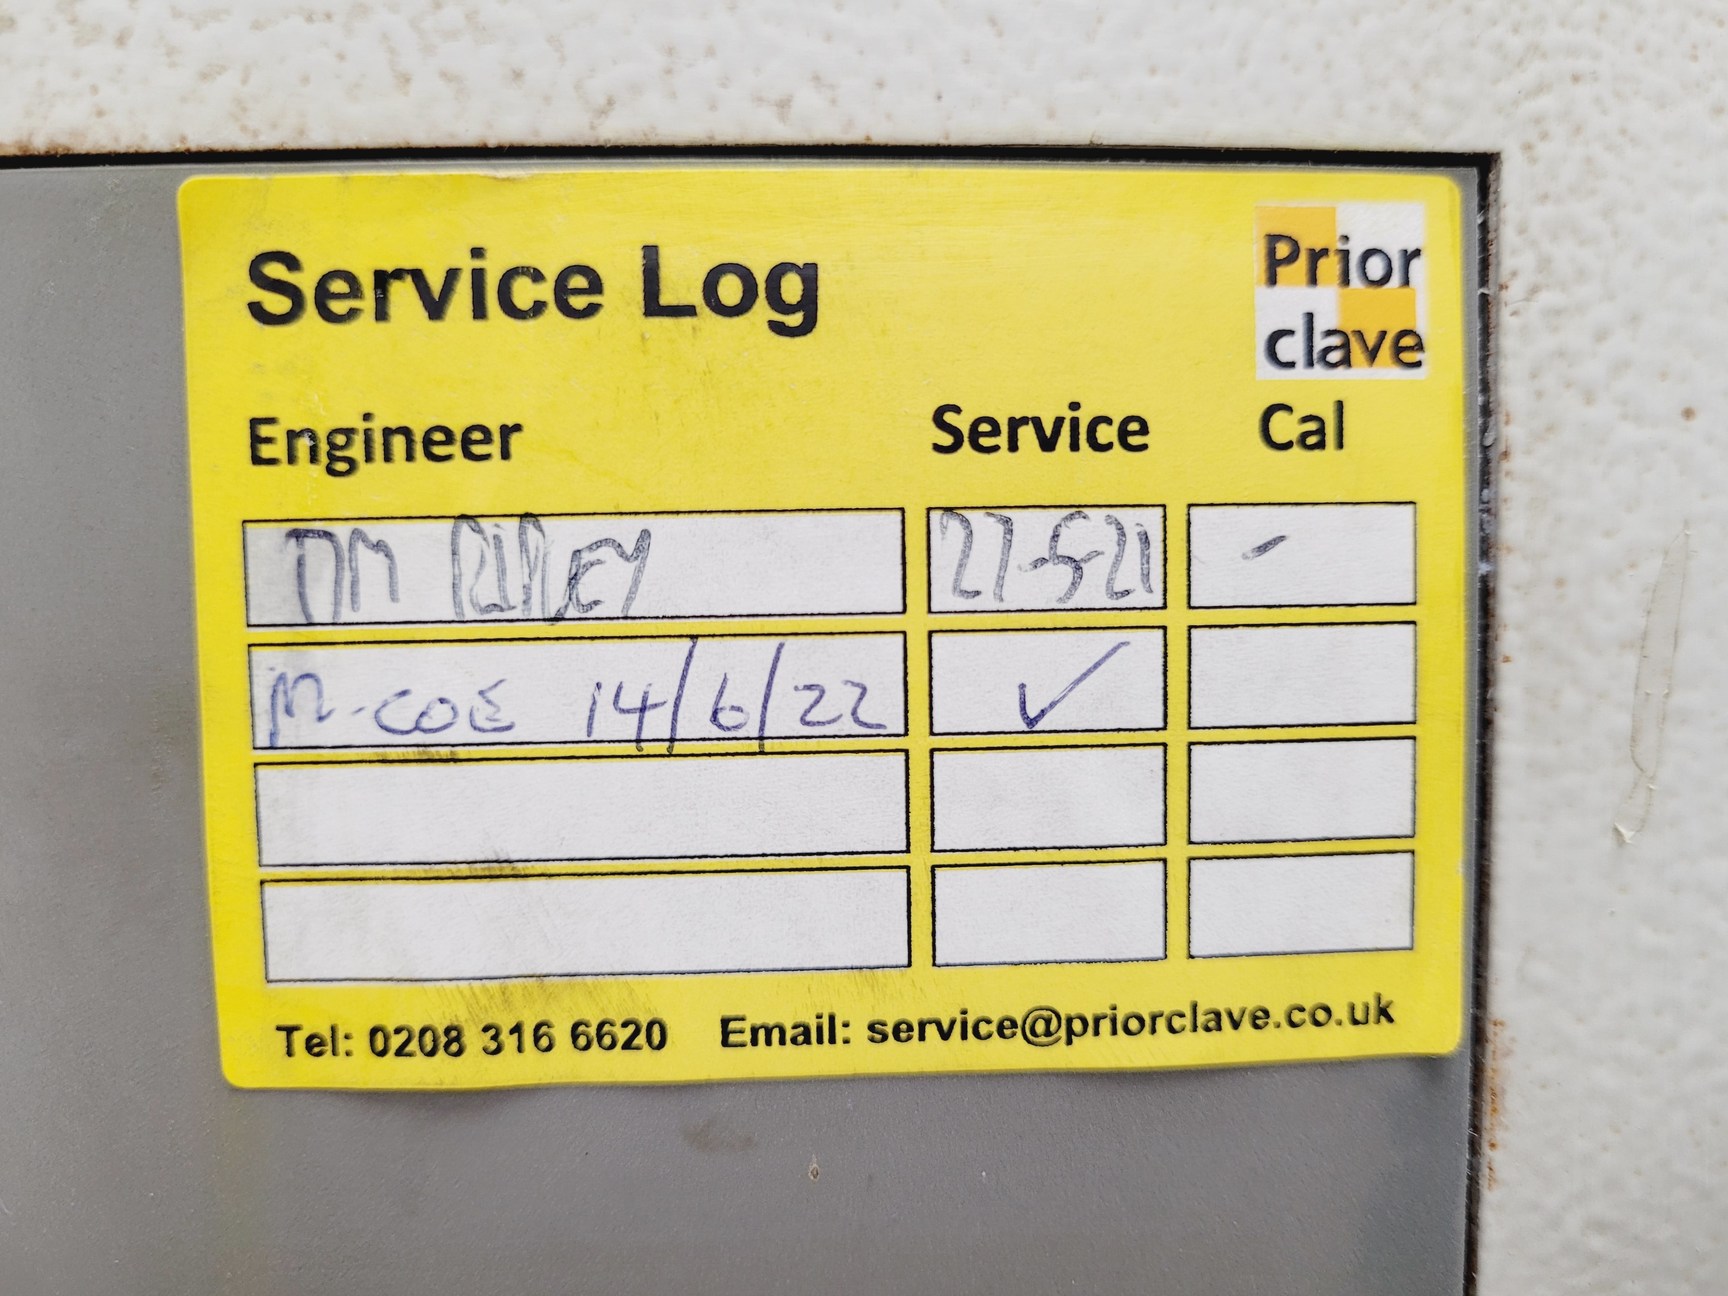 Service Log
Prior
clave
Engineer Service Cal
27-5-21 -
M-COE 14/6/22 ✓
Tel: 0208 316 6620 Email: service@priorclave.co.uk